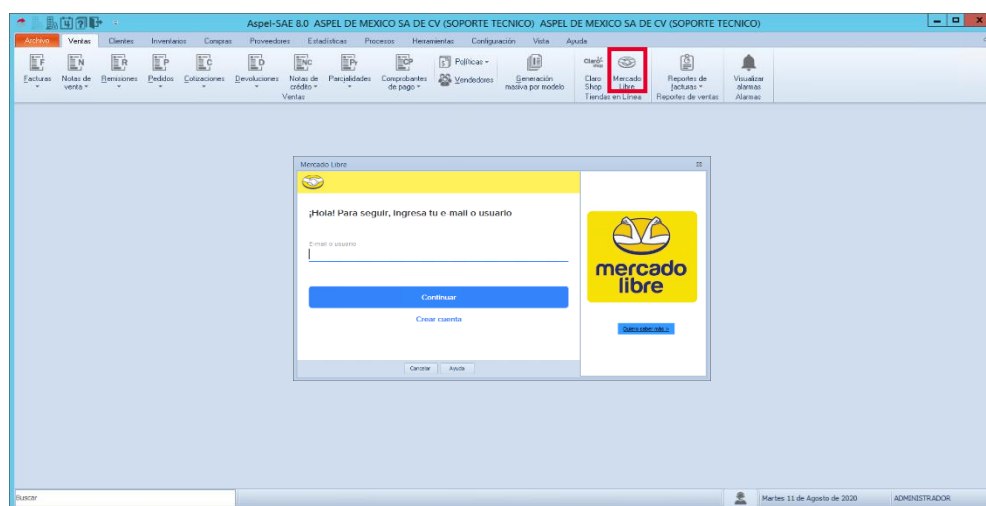 Aspel-SAE 8.0 ASPEL DE MEXICO SA DE CV (SOPORTE TECNICO) ASPEL DE MEXICO SA DE CV (SOPORTE TECNICO)
Archivo Ventas Clientes Inventarios Compras Proveedores Estadísticas Procesos Herramientas Configuración Vista Ayuda
F N R P C D NC Pr CP Políticas Claro shop
Facturas Notas de venta Remisiones Pedidos Cotizaciones Devoluciones Notas de crédito Parcialidades Comprobantes de pago Vendedores Generación masiva por modelo Claro Shop Mercado Libre Reportes de facturas Visualizar alarmas
Ventas Tiendas en Línea Reportes de ventas Alarmas
Mercado Libre
¡Hola! Para seguir, ingresa tu e-mail o usuario
E-mail o usuario
mercado
libre
Continuar
Crear cuenta
Quiero saber más >
Cancelar Ayuda
Buscar Martes 11 de Agosto de 2020 ADMINISTRADOR